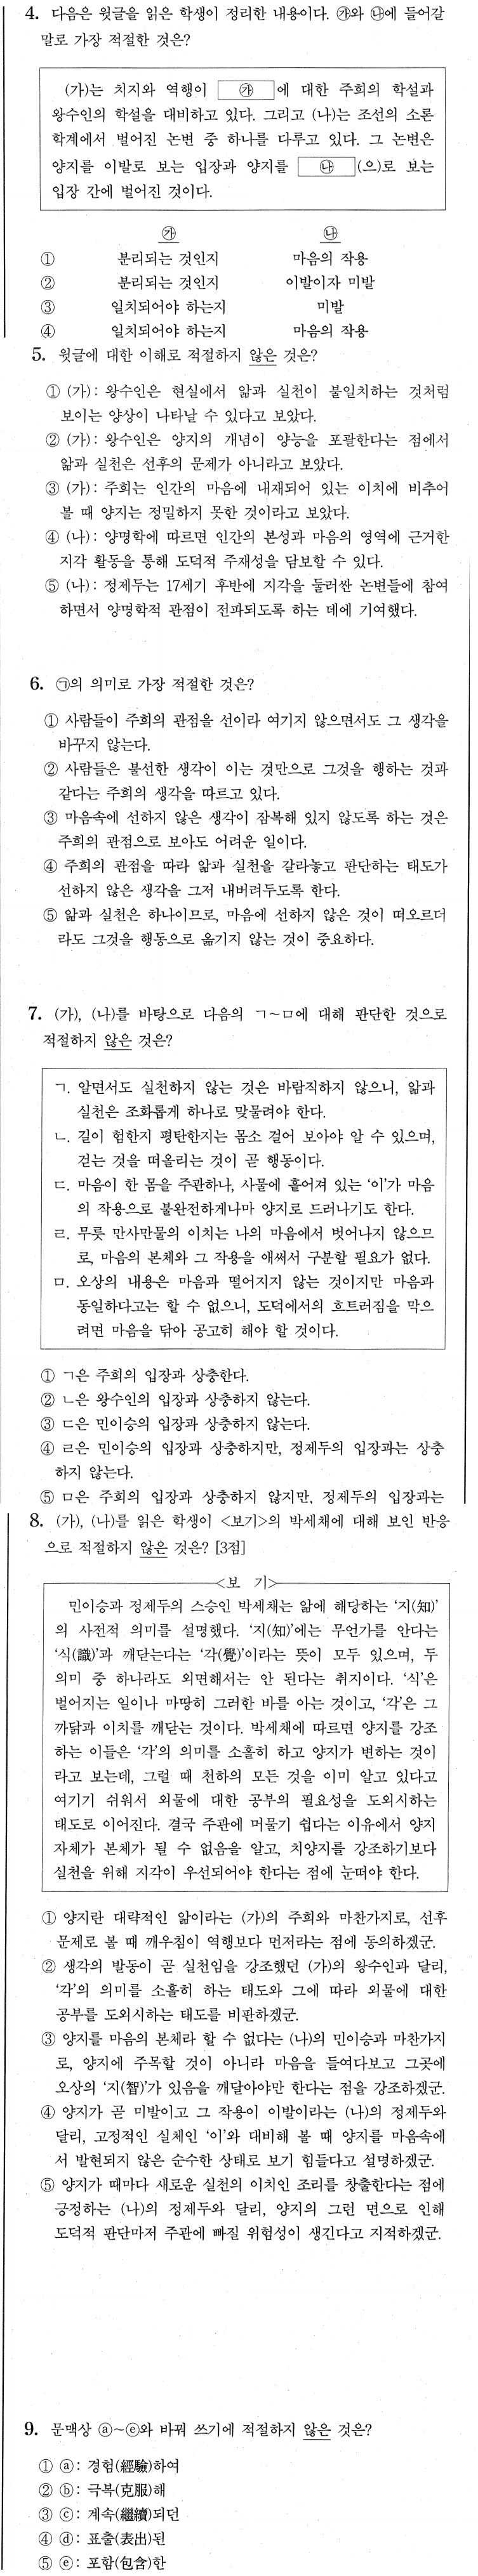 4. 다음은 윗글을 읽은 학생이 정리한 내용이다. ㉮와 ㉯에 들어갈
말로 가장 적절한 것은?
(가)는 치지와 역행이 ㉮ 에 대한 주희의 학설과
왕수인의 학설을 대비하고 있다. 그리고 (나)는 조선의 소론
학계에서 벌어진 논변 중 하나를 다루고 있다. 그 논변은
양지를 이발로 보는 입장과 양지를 ㉯ (으)로 보는
입장 간에 벌어진 것이다.
㉮ ㉯
① 분리되는 것인지 마음의 작용
② 분리되는 것인지 이발이자 미발
③ 일치되어야 하는지 미발
④ 일치되어야 하는지 마음의 작용
5. 윗글에 대한 이해로 적절하지 않은 것은?
① (가): 왕수인은 현실에서 앎과 실천이 불일치하는 것처럼
보이는 양상이 나타날 수 있다고 보았다.
② (가): 왕수인은 양지의 개념이 양능을 포괄한다는 점에서
앎과 실천은 선후의 문제가 아니라고 보았다.
③ (가): 주희는 인간의 마음에 내재되어 있는 이치에 비추어
볼 때 양지는 정밀하지 못한 것이라고 보았다.
④ (나): 양명학에 따르면 인간의 본성과 마음의 영역에 근거한
지각 활동을 통해 도덕적 주재성을 담보할 수 있다.
⑤ (나): 정제두는 17세기 후반에 지각을 둘러싼 논변들에 참여
하면서 양명학적 관점이 전파되도록 하는 데에 기여했다.
6. ㉠의 의미로 가장 적절한 것은?
① 사람들이 주희의 관점을 선이라 여기지 않으면서도 그 생각을
바꾸지 않는다.
② 사람들은 불선한 생각이 이는 것만으로 그것을 행하는 것과
같다는 주희의 생각을 따르고 있다.
③ 마음속에 선하지 않은 생각이 잠복해 있지 않도록 하는 것은
주희의 관점으로 보아도 어려운 일이다.
④ 주희의 관점을 따라 앎과 실천을 갈라놓고 판단하는 태도가
선하지 않은 생각을 그저 내버려두도록 한다.
⑤ 앎과 실천은 하나이므로, 마음에 선하지 않은 것이 떠오르더
라도 그것을 행동으로 옮기지 않는 것이 중요하다.
7. (가), (나)를 바탕으로 다음의 ㄱ~ㅁ에 대해 판단한 것으로
적절하지 않은 것은?
ㄱ. 알면서도 실천하지 않는 것은 바람직하지 않으니, 앎과
실천은 조화롭게 하나로 맞물려야 한다.
ㄴ. 길이 험한지 평탄한지는 몸소 걸어 보아야 알 수 있으며,
걷는 것을 떠올리는 것이 곧 행동이다.
ㄷ. 마음이 한 몸을 주관하나, 사물에 흩어져 있는 ‘이’가 마음
의 작용으로 불완전하게나마 양지로 드러나기도 한다.
ㄹ. 무릇 만사만물의 이치는 나의 마음에서 벗어나지 않으므
로, 마음의 본체와 그 작용을 애써서 구분할 필요가 없다.
ㅁ. 오상의 내용은 마음과 떨어지지 않는 것이지만 마음과
동일하다고는 할 수 없으니, 도덕에서의 흐트러짐을 막으
려면 마음을 닦아 공고히 해야 할 것이다.
① ㄱ은 주희의 입장과 상충한다.
② ㄴ은 왕수인의 입장과 상충하지 않는다.
③ ㄷ은 민이승의 입장과 상충하지 않는다.
④ ㄹ은 민이승의 입장과 상충하지만, 정제두의 입장과는 상충
하지 않는다.
⑤ ㅁ은 주희의 입장과 상충하지 않지만, 정제두의 입장과는
8. (가), (나)를 읽은 학생이 <보기>의 박세채에 대해 보인 반응
으로 적절하지 않은 것은? [3점]
<보 기>
민이승과 정제두의 스승인 박세채는 앎에 해당하는 ‘지(知)’
의 사전적 의미를 설명했다. ‘지(知)’에는 무언가를 안다는
‘식(識)’과 깨닫는다는 ‘각(覺)’이라는 뜻이 모두 있으며, 두
의미 중 하나라도 외면해서는 안 된다는 취지이다. ‘식’은
벌어지는 일이나 마땅히 그러한 바를 아는 것이고, ‘각’은 그
까닭과 이치를 깨닫는 것이다. 박세채에 따르면 양지를 강조
하는 이들은 ‘각’의 의미를 소홀히 하고 양지가 변하는 것이
라고 보는데, 그럴 때 천하의 모든 것을 이미 알고 있다고
여기기 쉬워서 외물에 대한 공부의 필요성을 도외시하는
태도로 이어진다. 결국 주관에 머물기 쉽다는 이유에서 양지
자체가 본체가 될 수 없음을 알고, 치양지를 강조하기보다
실천을 위해 지각이 우선되어야 한다는 점에 눈떠야 한다.
① 양지란 대략적인 앎이라는 (가)의 주희와 마찬가지로, 선후
문제로 볼 때 깨우침이 역행보다 먼저라는 점에 동의하겠군.
② 생각의 발동이 곧 실천임을 강조했던 (가)의 왕수인과 달리,
‘각’의 의미를 소홀히 하는 태도와 그에 따라 외물에 대한
공부를 도외시하는 태도를 비판하겠군.
③ 양지를 마음의 본체라 할 수 없다는 (나)의 민이승과 마찬가지
로, 양지에 주목할 것이 아니라 마음을 들여다보고 그곳에
오상의 ‘지(智)’가 있음을 깨달아야만 한다는 점을 강조하겠군.
④ 양지가 곧 미발이고 그 작용이 이발이라는 (나)의 정제두와
달리, 고정적인 실체인 ‘이’와 대비해 볼 때 양지를 마음속에
서 발현되지 않은 순수한 상태로 보기 힘들다고 설명하겠군.
⑤ 양지가 때마다 새로운 실천의 이치인 조리를 창출한다는 점에
긍정하는 (나)의 정제두와 달리, 양지의 그런 면으로 인해
도덕적 판단마저 주관에 빠질 위험성이 생긴다고 지적하겠군.
9. 문맥상 ⓐ~ⓔ와 바꿔 쓰기에 적절하지 않은 것은?
① ⓐ: 경험(經驗)하여
② ⓑ: 극복(克服)해
③ ⓒ: 계속(繼續)되던
④ ⓓ: 표출(表出)된
⑤ ⓔ: 포함(包含)한